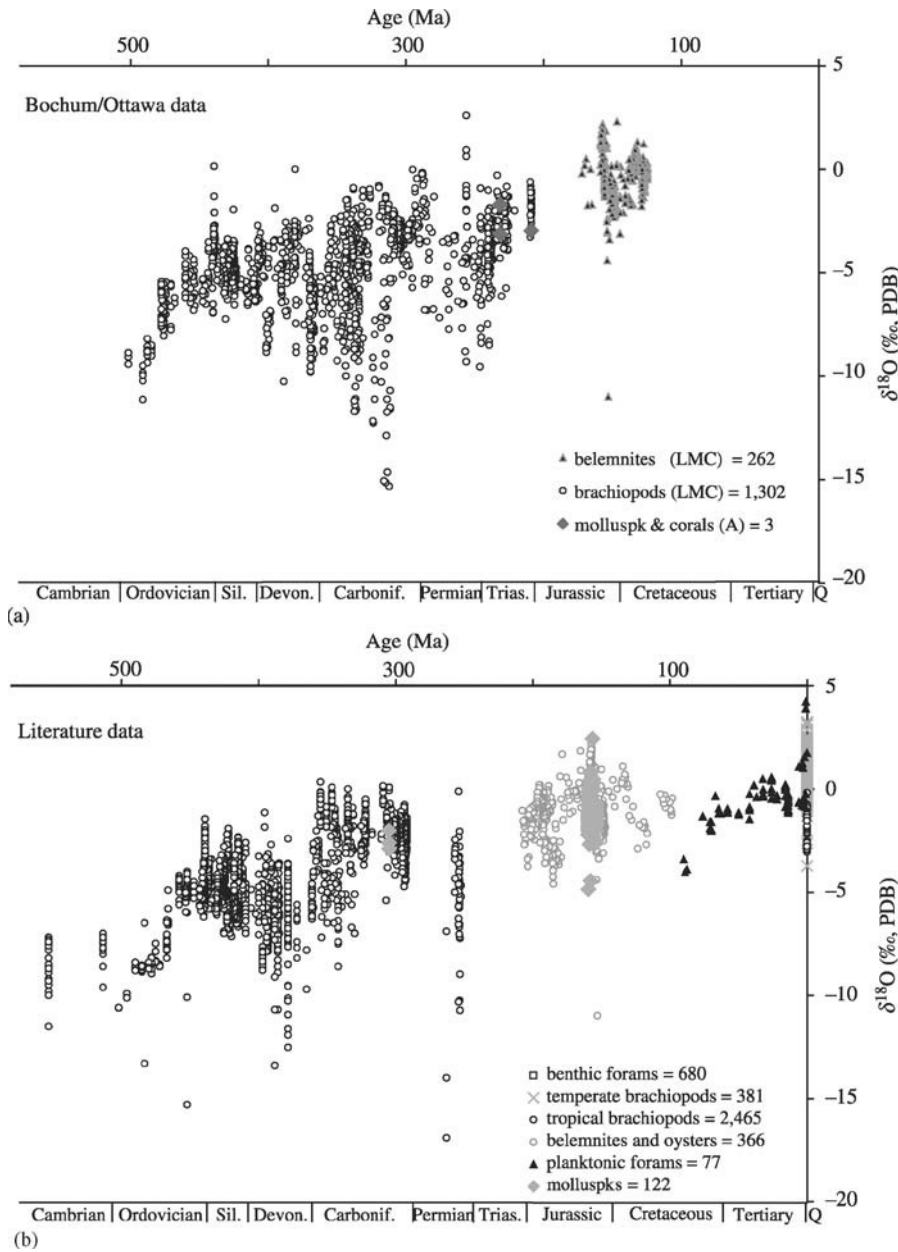 Age (Ma)
500 300 100
5
Bochum/Ottawa data
0
−5
δ¹⁸O (‰, PDB)
−10
▲ belemnites (LMC) = 262
○ brachiopods (LMC) = 1,302
−15
◆ molluspk & corals (A) = 3
−20
Cambrian | Ordovician | Sil. | Devon. | Carbonif. | Permian | Trias. | Jurassic | Cretaceous | Tertiary | Q
(a)
Age (Ma)
500 300 100
5
Literature data
0
−5
δ¹⁸O (‰, PDB)
−10
□ benthic forams = 680
× temperate brachiopods = 381
−15
○ tropical brachiopods = 2,465
○ belemnites and oysters = 366
▲ planktonic forams = 77
◆ molluspks = 122
−20
Cambrian | Ordovician | Sil. | Devon. | Carbonif. | Permian | Trias. | Jurassic | Cretaceous | Tertiary | Q
(b)